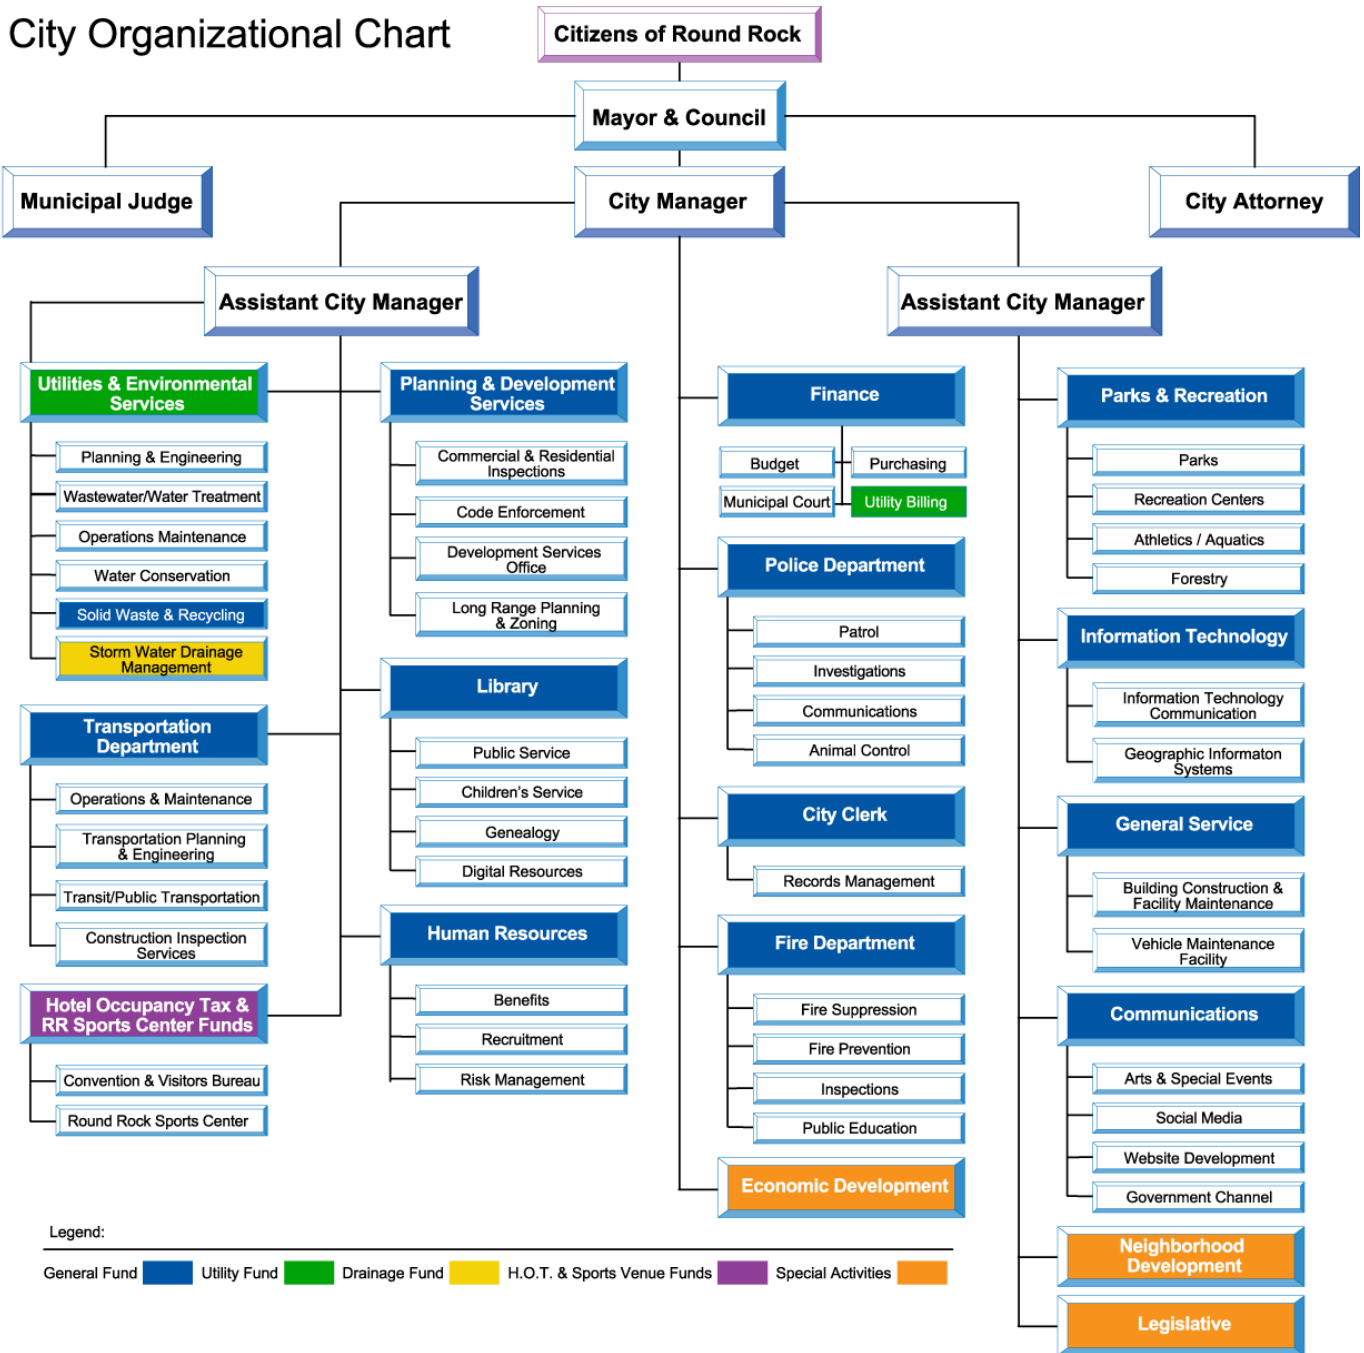 City Organizational Chart
Citizens of Round Rock
Mayor & Council
Municipal Judge
City Manager
City Attorney
Assistant City Manager
Assistant City Manager
Utilities & Environmental
Services
Planning & Engineering
Wastewater/Water Treatment
Operations Maintenance
Water Conservation
Solid Waste & Recycling
Storm Water Drainage
Management
Transportation
Department
Operations & Maintenance
Transportation Planning
& Engineering
Transit/Public Transportation
Construction Inspection
Services
Hotel Occupancy Tax &
RR Sports Center Funds
Convention & Visitors Bureau
Round Rock Sports Center
Planning & Development
Services
Commercial & Residential
Inspections
Code Enforcement
Development Services
Office
Long Range Planning
& Zoning
Library
Public Service
Children's Service
Genealogy
Digital Resources
Human Resources
Benefits
Recruitment
Risk Management
Finance
Budget
Purchasing
Municipal Court
Utility Billing
Police Department
Patrol
Investigations
Communications
Animal Control
City Clerk
Records Management
Fire Department
Fire Suppression
Fire Prevention
Inspections
Public Education
Economic Development
Parks & Recreation
Parks
Recreation Centers
Athletics / Aquatics
Forestry
Information Technology
Information Technology
Communication
Geographic Informaton
Systems
General Service
Building Construction &
Facility Maintenance
Vehicle Maintenance
Facility
Communications
Arts & Special Events
Social Media
Website Development
Government Channel
Neighborhood
Development
Legislative
Legend:
General Fund
Utility Fund
Drainage Fund
H.O.T. & Sports Venue Funds
Special Activities